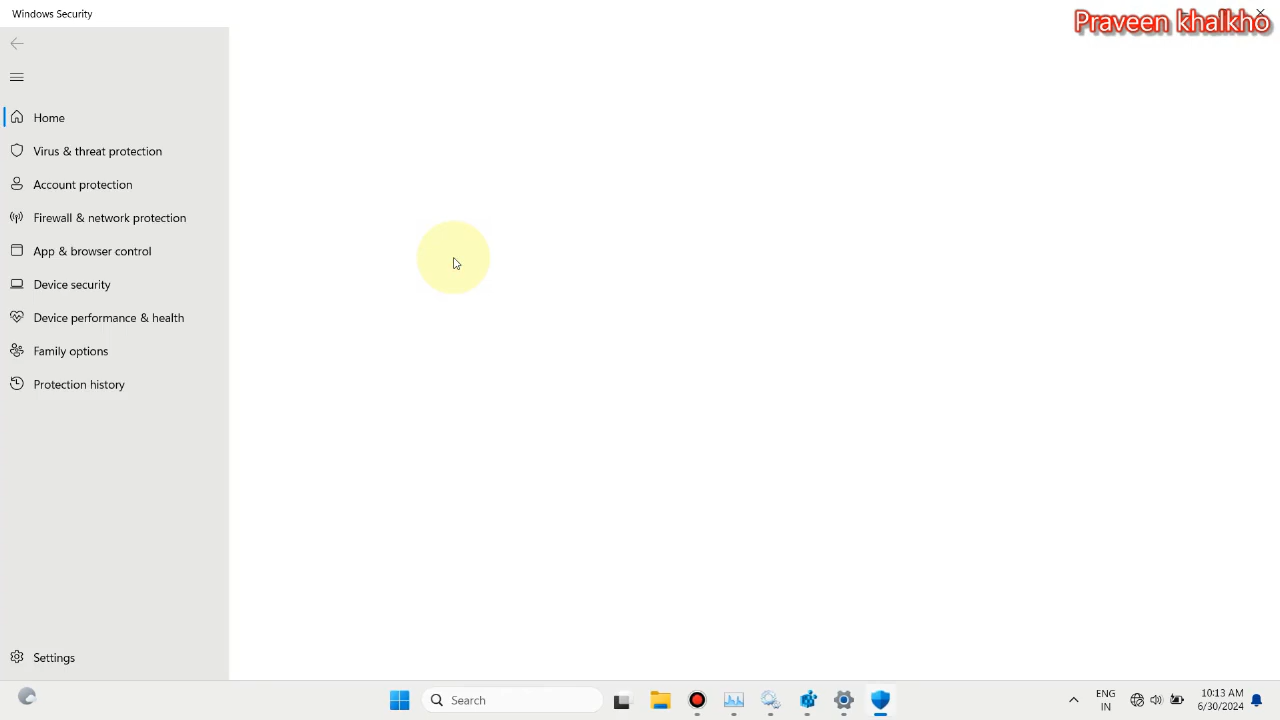 Windows Security
Praveen khalkho
Home
Virus & threat protection
Account protection
Firewall & network protection
App & browser control
Device security
Device performance & health
Family options
Protection history
Settings
Search
ENG
IN
10:13 AM
6/30/2024